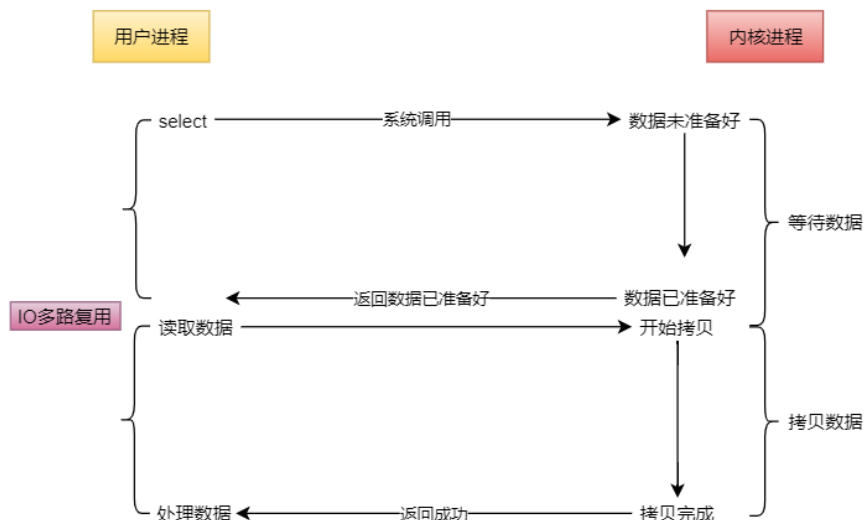 用户进程
内核进程
select
系统调用
数据未准备好
等待数据
返回数据已准备好
数据已准备好
IO多路复用
读取数据
开始拷贝
拷贝数据
处理数据
返回成功
拷贝完成